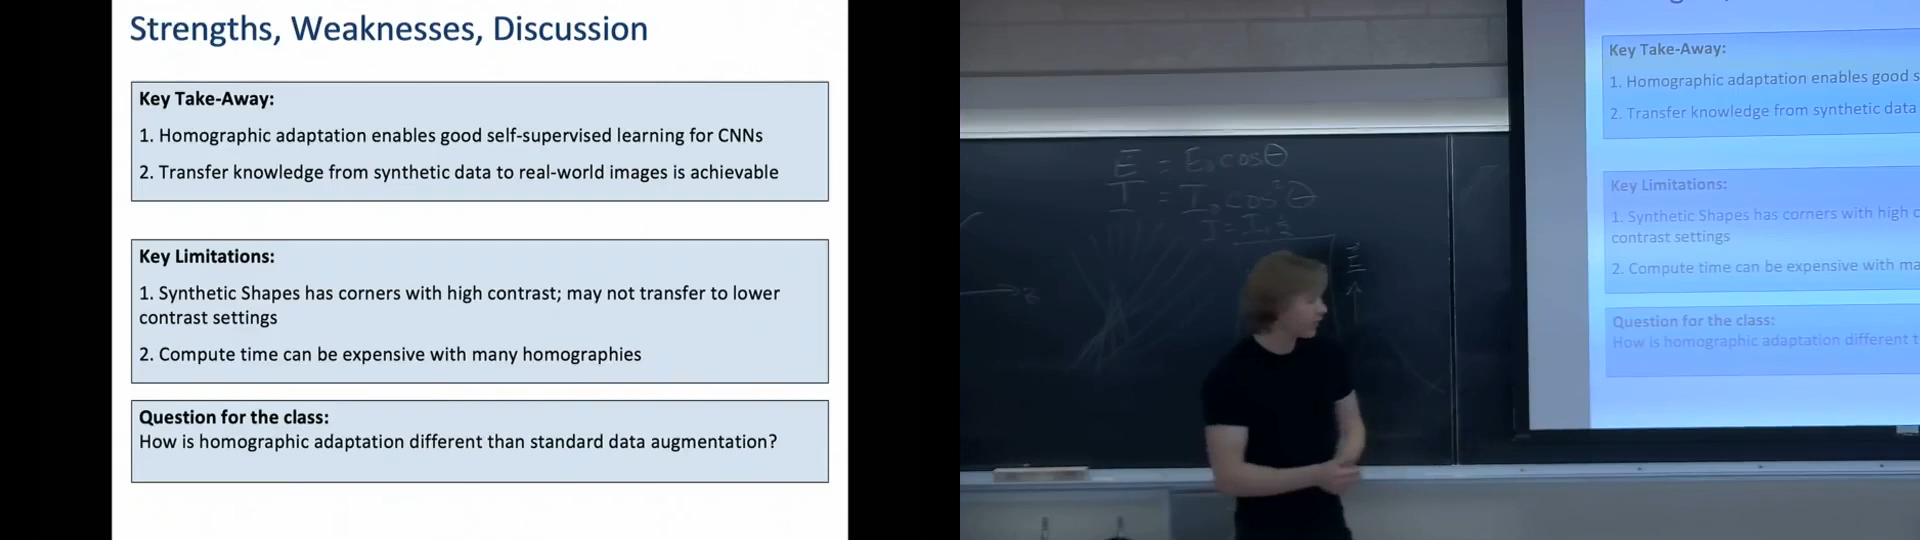 Strengths, Weaknesses, Discussion
Key Take-Away:
1. Homographic adaptation enables good self-supervised learning for CNNs
2. Transfer knowledge from synthetic data to real-world images is achievable
Key Limitations:
1. Synthetic Shapes has corners with high contrast; may not transfer to lower
contrast settings
2. Compute time can be expensive with many homographies
Question for the class:
How is homographic adaptation different than standard data augmentation?
E = E₀ cosθ
I = I₀ cos²θ
Key Take-Away:
1. Homographic adaptation enables good s
2. Transfer knowledge from synthetic data
Key Limitations:
1. Synthetic Shapes has corners with high c
contrast settings
2. Compute time can be expensive with ma
Question for the class:
How is homographic adaptation different t